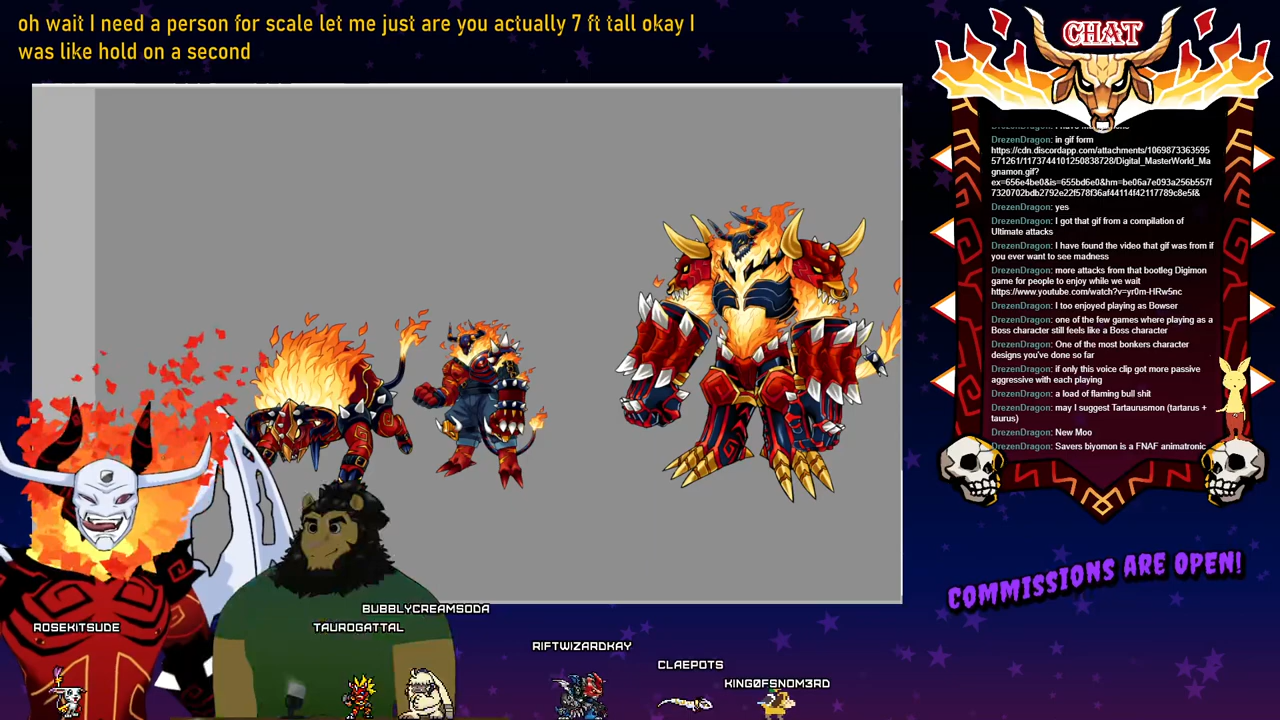 oh wait I need a person for scale let me just are you actually 7 ft tall okay I
was like hold on a second
CHAT
DrezenDragon: in gif form
https://cdn.discordapp.com/attachments/1069873363595
571261/1173744101250838728/Digital_MasterWorld_Ma
gnamon.gif?
ex=656e4be0&is=655bd6e0&hm=be06a7e093a256b557f
7320702bdb2792e22f578f36af44114f42117789c8e5f&
DrezenDragon: yes
DrezenDragon: I got that gif from a compilation of
Ultimate attacks
DrezenDragon: I have found the video that gif was from if
you ever want to see madness
DrezenDragon: more attacks from that bootleg Digimon
game for people to enjoy while we wait
https://www.youtube.com/watch?v=yr0m-HRw5nc
DrezenDragon: I too enjoyed playing as Bowser
DrezenDragon: one of the few games where playing as a
Boss character still feels like a Boss character
DrezenDragon: One of the most bonkers character
designs you've done so far
DrezenDragon: if only this voice clip got more passive
aggressive with each playing
DrezenDragon: a load of flaming bull shit
DrezenDragon: may I suggest Tartaurusmon (tartarus +
taurus)
DrezenDragon: New Moo
DrezenDragon: Savers biyomon is a FNAF animatronic
COMMISSIONS ARE OPEN!
BUBBLYCREAMSODA
ROSEKITSUDE
TAUROGATTAL
RIFTWIZARDKAY
CLAEPOTS
KING0FSNOM3RD